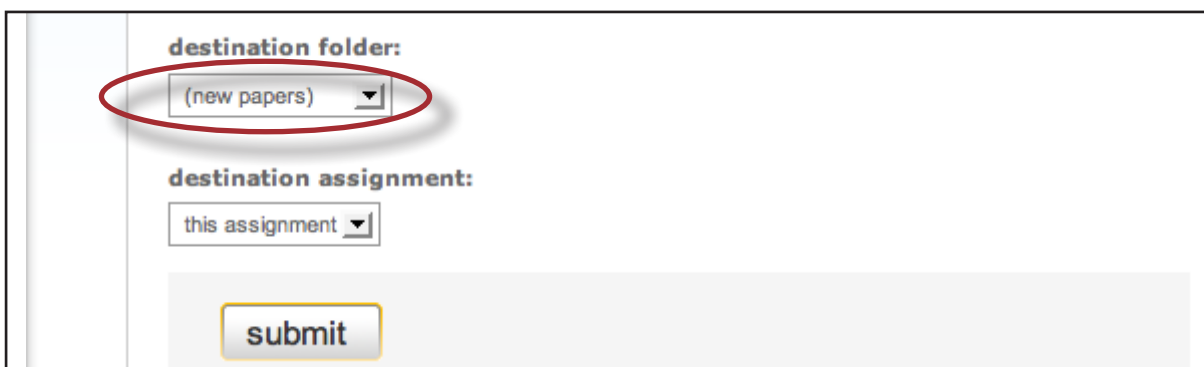 destination folder:
(new papers)
destination assignment:
this assignment
submit